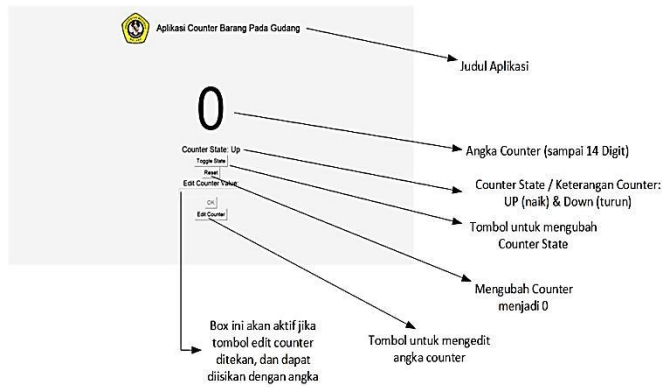 Aplikasi Counter Barang Pada Gudang
Judul Aplikasi
0
Angka Counter (sampai 14 Digit)
Counter State: Up
Toggle State
Counter State / Keterangan Counter:
UP (naik) & Down (turun)
Reset
Edit Counter Value:
Tombol untuk mengubah
Counter State
OK
Edit Counter
Mengubah Counter
menjadi 0
Box ini akan aktif jika
tombol edit counter
ditekan, dan dapat
diisikan dengan angka
Tombol untuk mengedit
angka counter